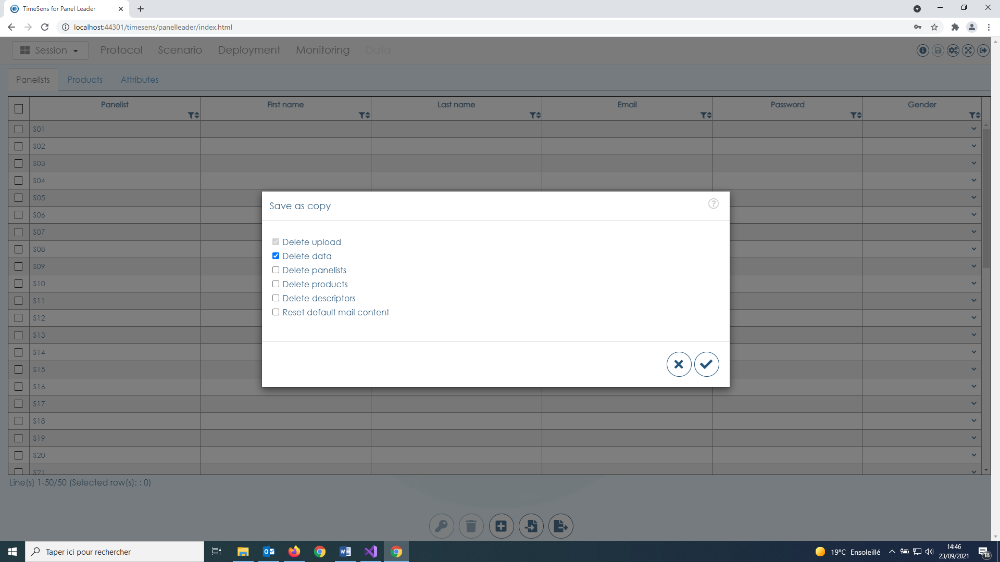 TimeSens for Panel Leader
localhost:44301/timesens/panelleader/index.html
Session Protocol Scenario Deployment Monitoring Data
Panelists Products Attributes
Panelist First name Last name Email Password Gender
S01
S02
S03
S04
S05
S06
S07
S08
S09
S10
S11
S12
S13
S14
S15
S16
S17
S18
S19
S20
S21
Save as copy
?
Delete upload
Delete data
Delete panelists
Delete products
Delete descriptors
Reset default mail content
Line(s) 1-50/50 (Selected row(s): : 0)
Taper ici pour rechercher
19°C Ensoleillé
14:46
23/09/2021
18